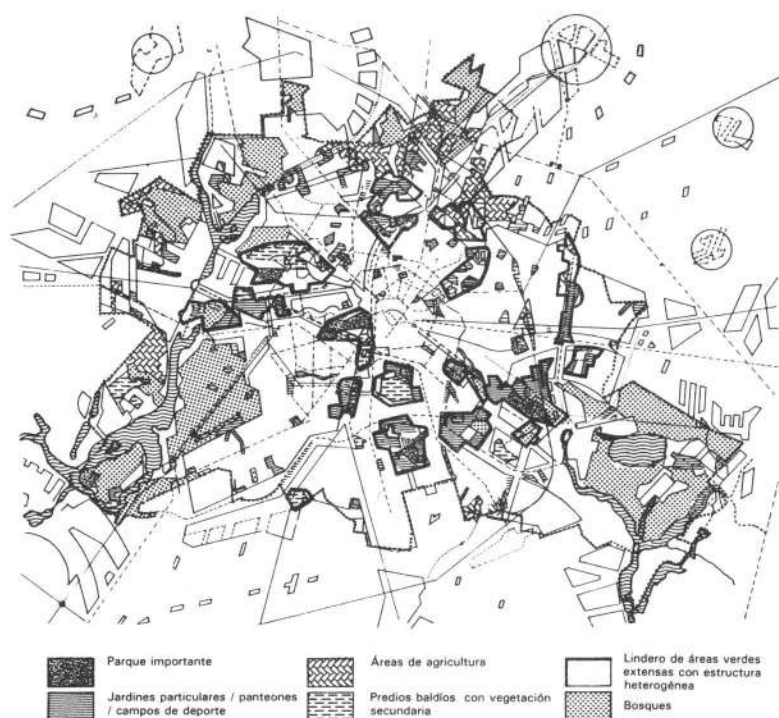 Parque importante
Jardines particulares / panteones
/ campos de deporte
Áreas de agricultura
Predios baldíos con vegetación
secundaria
Lindero de áreas verdes
extensas con estructura
heterogénea
Bosques